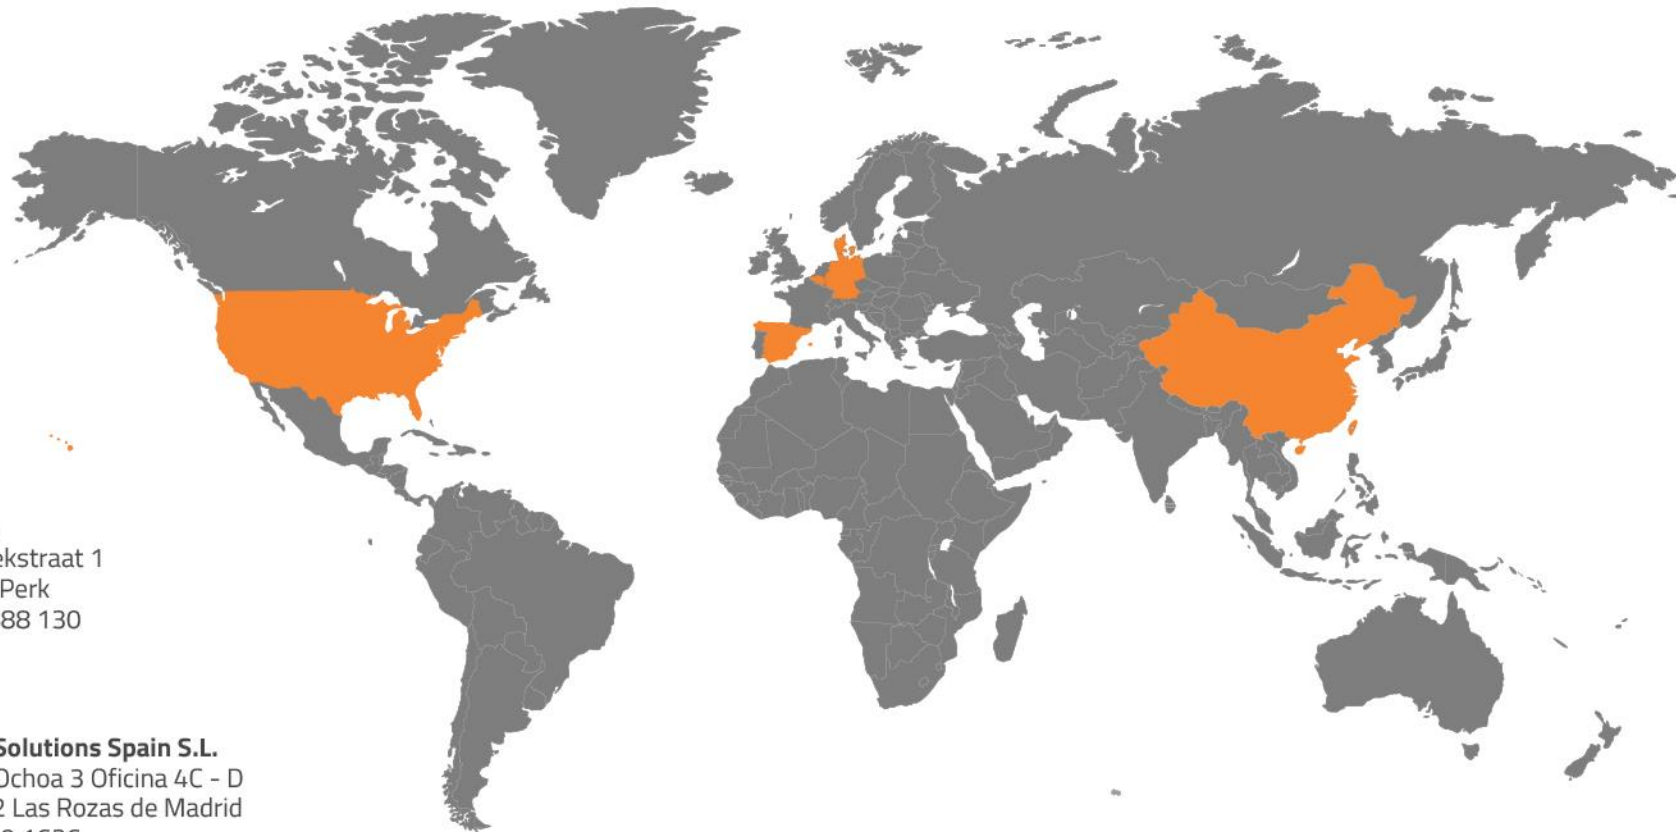 ekstraat 1
Perk
88 130
Solutions Spain S.L.
Ochoa 3 Oficina 4C - D
2 Las Rozas de Madrid